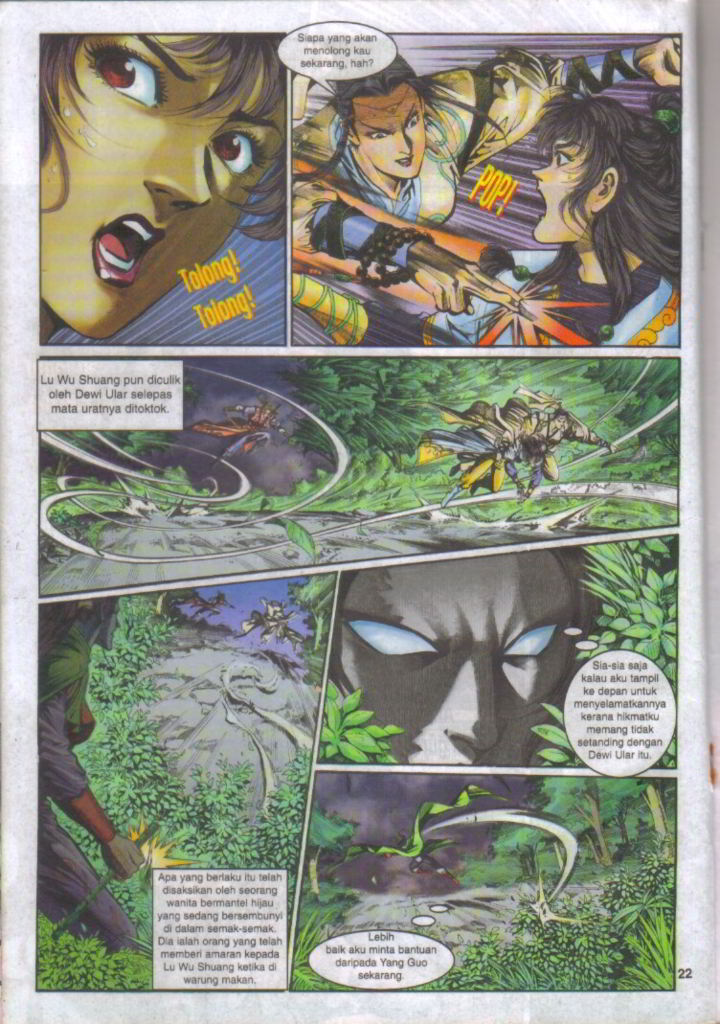 Tolong!
Tolong!
Siapa yang akan
menolong kau
sekarang, hah?
POP!
Lu Wu Shuang pun diculik
oleh Dewi Ular selepas
mata uratnya ditoktok.
Apa yang berlaku itu telah
disaksikan oleh seorang
wanita bermantel hijau
yang sedang bersembunyi
di dalam semak-semak.
Dia ialah orang yang telah
memberi amaran kepada
Lu Wu Shuang ketika di
warung makan.
Sia-sia saja
kalau aku tampil
ke depan untuk
menyelamatkannya
kerana hikmatku
memang tidak
setanding dengan
Dewi Ular itu.
Lebih
baik aku minta bantuan
daripada Yang Guo
sekarang.
22